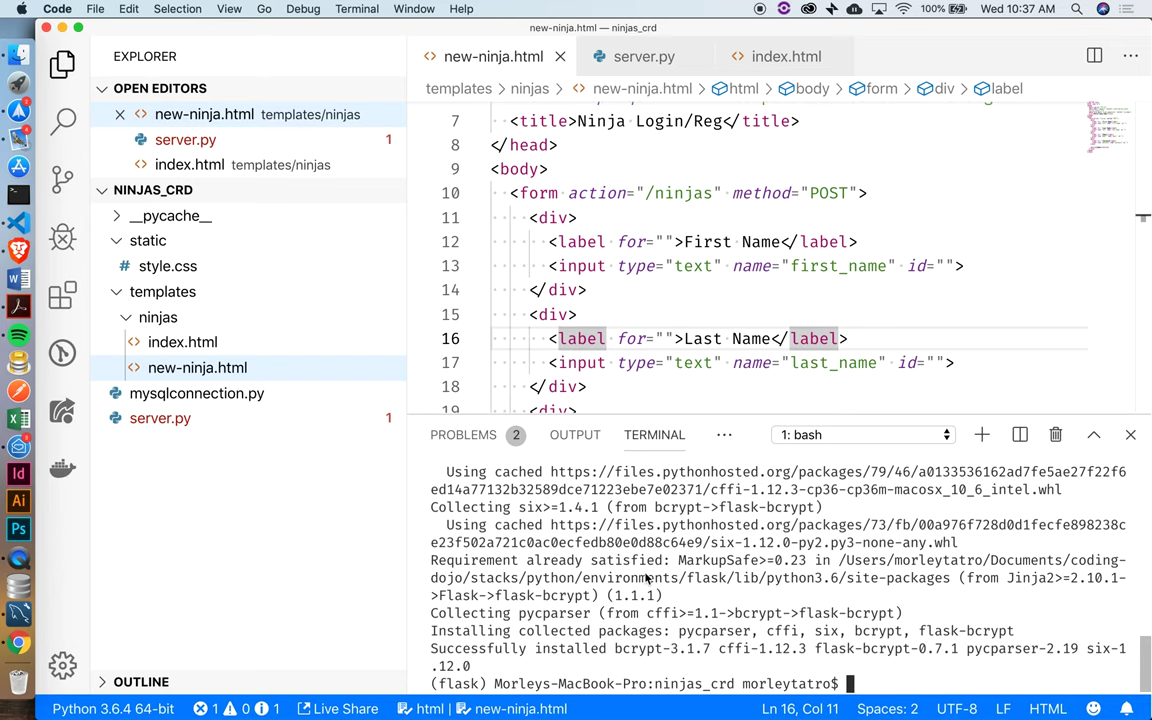 Code File Edit Selection View Go Debug Terminal Window Help 100% Wed 10:37 AM
new-ninja.html — ninjas_crd
EXPLORER
new-ninja.html server.py index.html
OPEN EDITORS
templates ninjas new-ninja.html html body form div label
new-ninja.html templates/ninjas
server.py 1
index.html templates/ninjas
NINJAS_CRD
__pycache__
static
style.css
templates
ninjas
index.html
new-ninja.html
mysqlconnection.py
server.py 1
OUTLINE
7 <title>Ninja Login/Reg</title>
8 </head>
9 <body>
10 <form action="/ninjas" method="POST">
11 <div>
12 <label for="">First Name</label>
13 <input type="text" name="first_name" id="">
14 </div>
15 <div>
16 <label for="">Last Name</label>
17 <input type="text" name="last_name" id="">
18 </div>
19 <div>
PROBLEMS 2 OUTPUT TERMINAL ··· 1: bash
Using cached https://files.pythonhosted.org/packages/79/46/a0133536162ad7fe5ae27f22f6
ed14a77132b32589dce71223ebe7e02371/cffi-1.12.3-cp36-cp36m-macosx_10_6_intel.whl
Collecting six>=1.4.1 (from bcrypt->flask-bcrypt)
Using cached https://files.pythonhosted.org/packages/73/fb/00a976f728d0d1fecfe898238c
e23f502a721c0ac0ecfedb80e0d88c64e9/six-1.12.0-py2.py3-none-any.whl
Requirement already satisfied: MarkupSafe>=0.23 in /Users/morleytatro/Documents/coding-
dojo/stacks/python/environments/flask/lib/python3.6/site-packages (from Jinja2>=2.10.1-
>Flask->flask-bcrypt) (1.1.1)
Collecting pycparser (from cffi>=1.1->bcrypt->flask-bcrypt)
Installing collected packages: pycparser, cffi, six, bcrypt, flask-bcrypt
Successfully installed bcrypt-3.1.7 cffi-1.12.3 flask-bcrypt-0.7.1 pycparser-2.19 six-1
.12.0
(flask) Morleys-MacBook-Pro:ninjas_crd morleytatro$
Python 3.6.4 64-bit 1 0 1 Live Share html new-ninja.html Ln 16, Col 11 Spaces: 2 UTF-8 LF HTML
Id
Ai
Ps